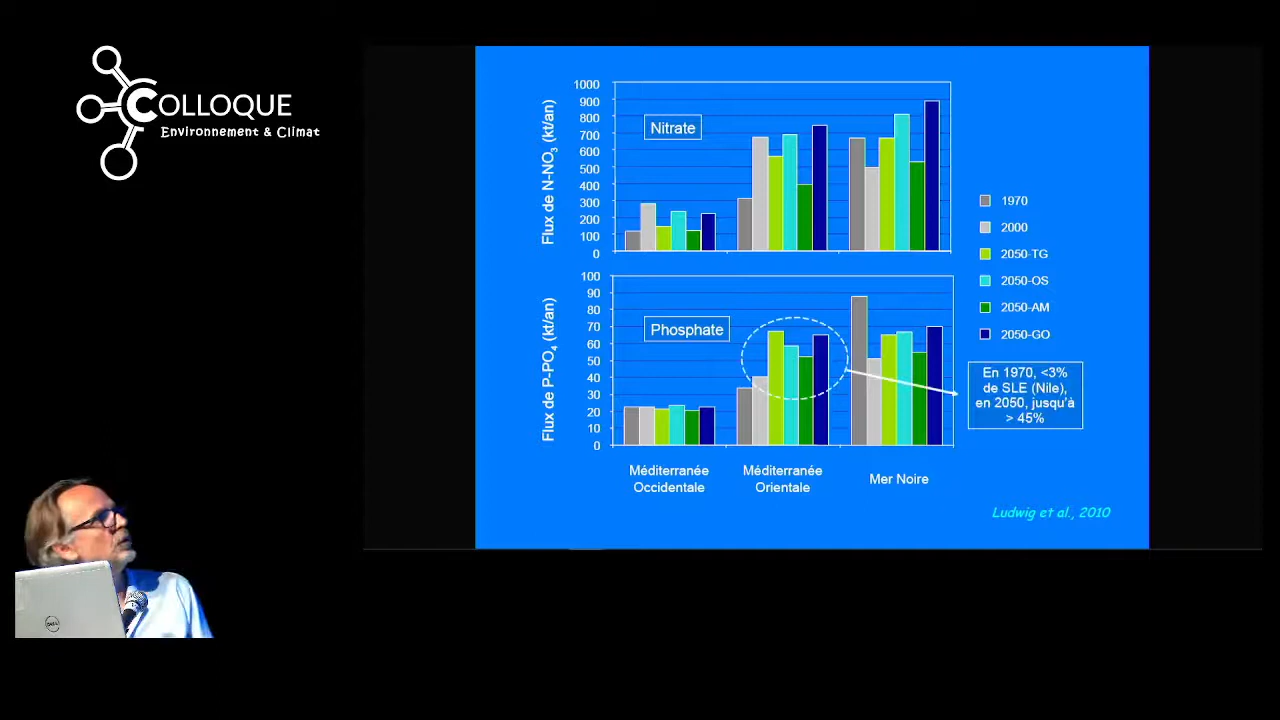 COLLOQUE
Environnement & Climat
Flux de N-NO3 (kt/an)
1000
900
800
700
600
500
400
300
200
100
0
Nitrate
Flux de P-PO4 (kt/an)
100
90
80
70
60
50
40
30
20
10
0
Phosphate
1970
2000
2050-TG
2050-OS
2050-AM
2050-GO
En 1970, <3%
de SLE (Nile),
en 2050, jusqu'à
> 45%
Méditerranée
Occidentale
Méditerranée
Orientale
Mer Noire
Ludwig et al., 2010
DELL